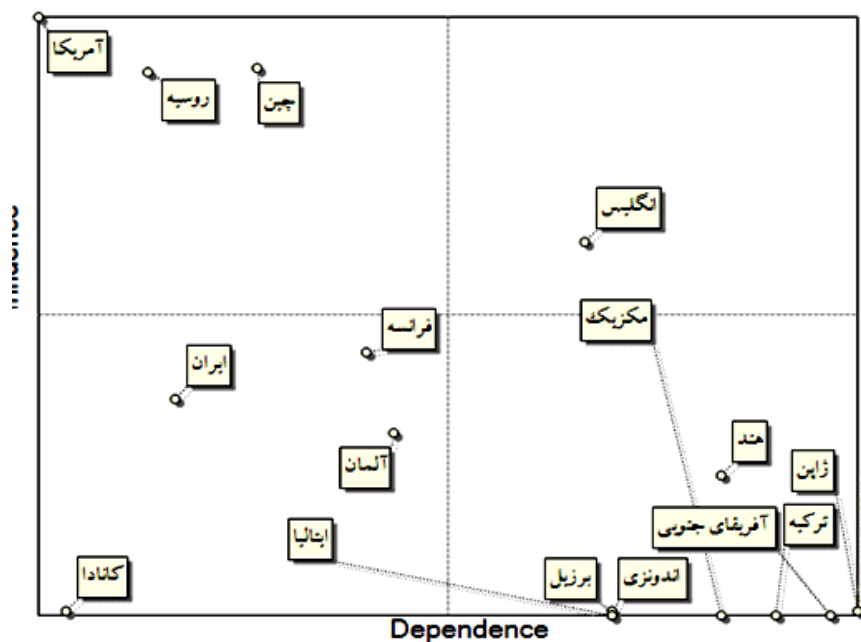 آمریکا
روسیه
چین
انگلیس
مکزیک
فرانسه
ایران
هند
آلمان
ژاپن
آفریقای جنوبی
ترکیه
ایتالیا
کانادا
برزیل
اندونزی
Dependence